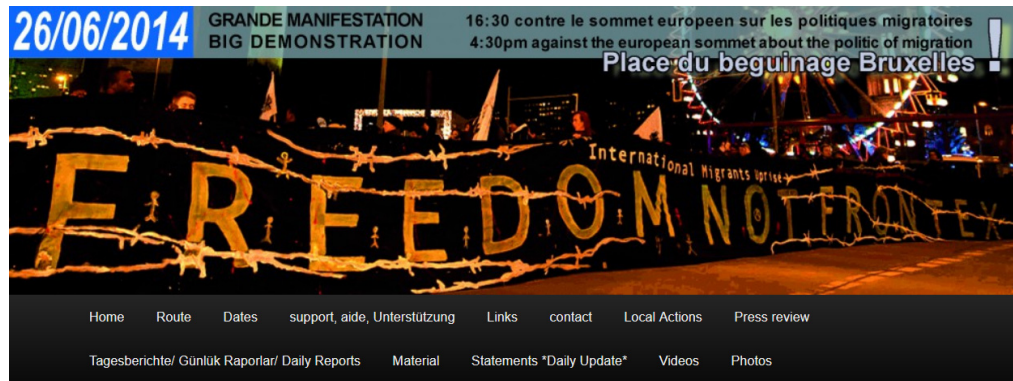 26/06/2014
GRANDE MANIFESTATION
BIG DEMONSTRATION
16:30 contre le sommet europeen sur les politiques migratoires
4:30pm against the european sommet about the politic of migration
Place du beguinage Bruxelles !
International Migrants Uprise
FREEDOM NOT FRONTEX
Home Route Dates support, aide, Unterstützung Links contact Local Actions Press review
Tagesberichte/ Günlük Raporlar/ Daily Reports Material Statements *Daily Update* Videos Photos